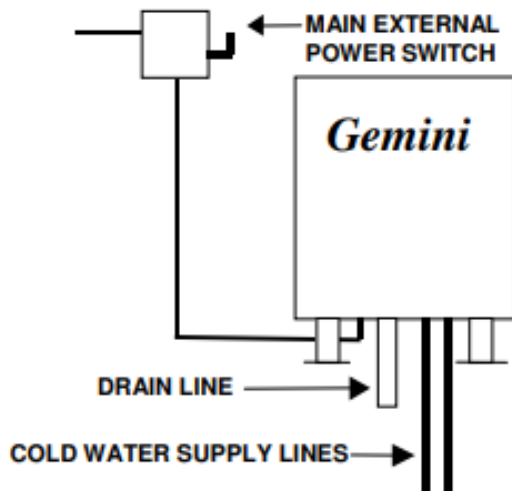 MAIN EXTERNAL
POWER SWITCH
Gemini
DRAIN LINE
COLD WATER SUPPLY LINES